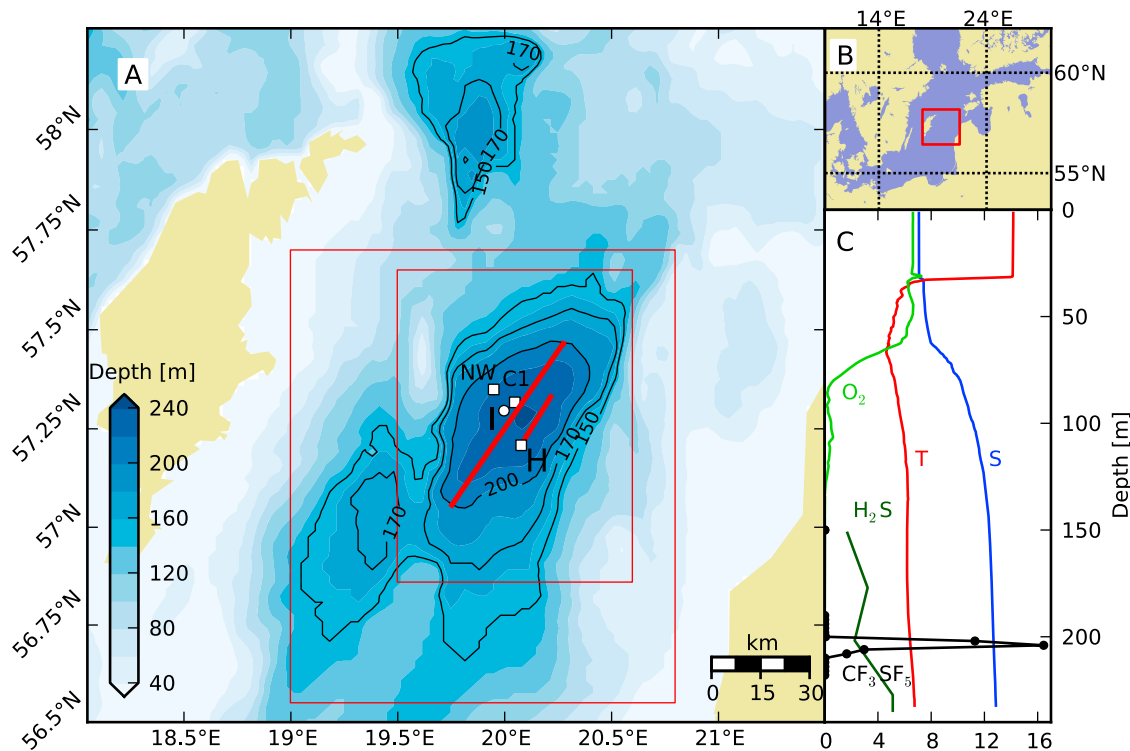 A
170
170
150
58°N
57.75°N
57.5°N
57.25°N
57°N
56.75°N
56.5°N
18.5°E
19°E
19.5°E
20°E
20.5°E
21°E
Depth [m]
240
200
160
120
80
40
NW
C1
I
H
170
150
200
170
km
0
15
30
14°E
24°E
B
60°N
55°N
C
O₂
T
S
H₂S
CF₃SF₅
0
50
100
150
200
Depth [m]
0
4
8
12
16